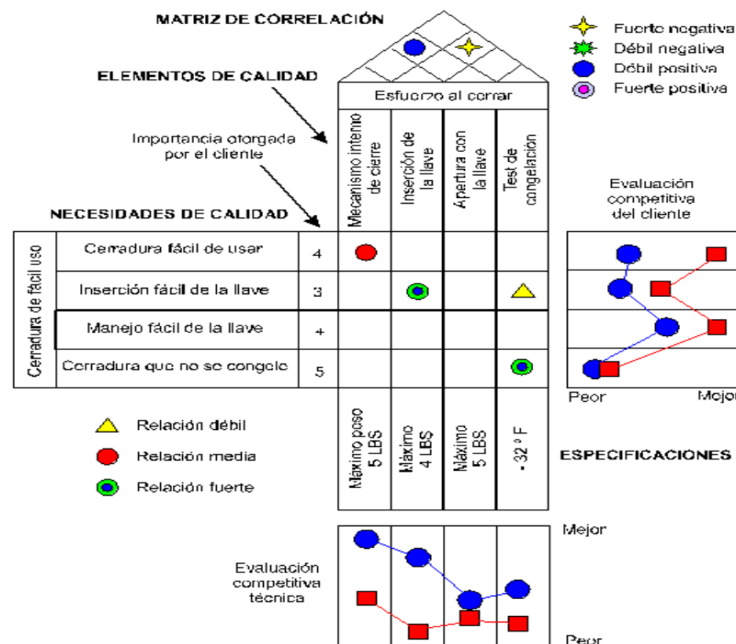 MATRIZ DE CORRELACIÓN
Fuerte negativa
Débil negativa
Débil positiva
Fuerte positiva
ELEMENTOS DE CALIDAD
Esfuerzo al cerrar
Importancia otorgada
por el cliente
Mecanismo interno
de cierre
Inserción de
la llave
Apertura con
la llave
Test de
congelación
Evaluación
competitiva
del cliente
NECESIDADES DE CALIDAD
Cerradura de fácil uso
Cerradura fácil de usar
4
Inserción fácil de la llave
3
Manejo fácil de la llave
4
Cerradura que no se congele
5
Peor
Mejor
Relación débil
Relación media
Relación fuerte
Máximo peso
5 LBS
Máximo
4 LBS
Máximo
5 LBS
- 32 º F
ESPECIFICACIONES
Evaluación
competitiva
técnica
Mejor
Peor